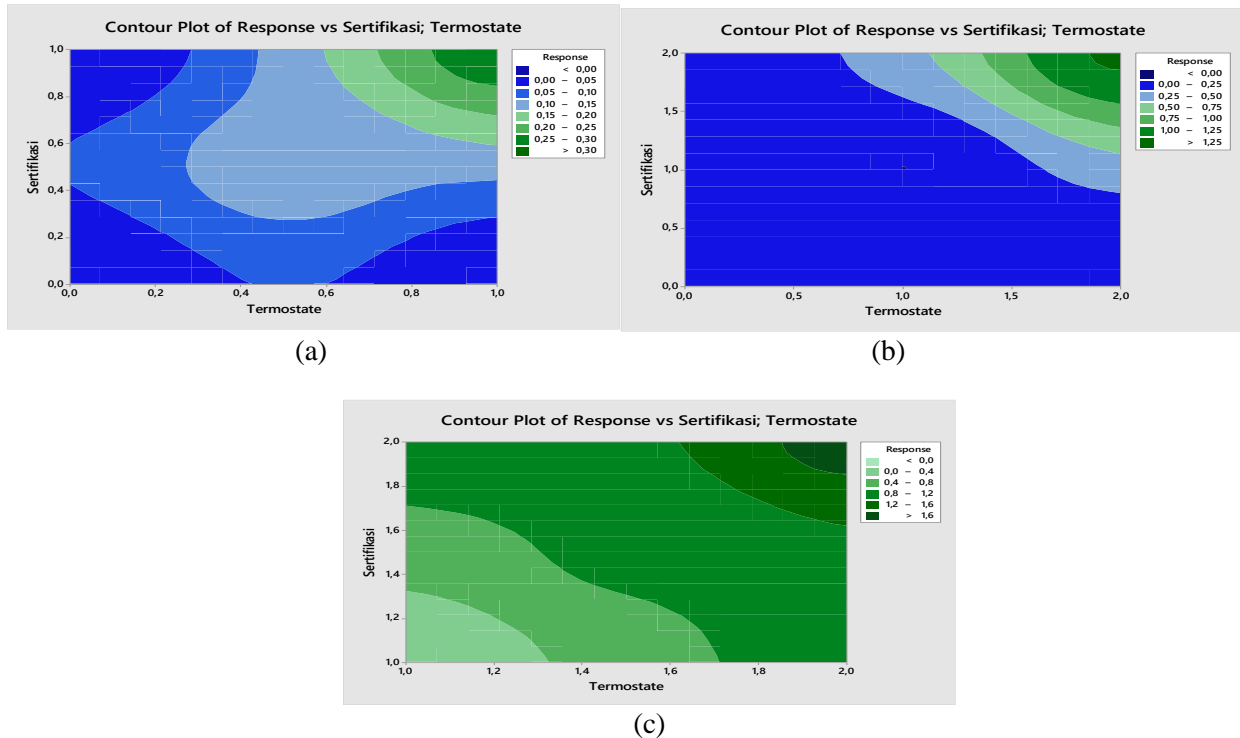 Contour Plot of Response vs Sertifikasi; Termostate
Response
< 0,00
0,00 – 0,05
0,05 – 0,10
0,10 – 0,15
0,15 – 0,20
0,20 – 0,25
0,25 – 0,30
> 0,30
1,0
0,8
0,6
0,4
0,2
0,0
Sertifikasi
0,0 0,2 0,4 0,6 0,8 1,0
Termostate
(a)
Contour Plot of Response vs Sertifikasi; Termostate
Response
< 0,00
0,00 – 0,25
0,25 – 0,50
0,50 – 0,75
0,75 – 1,00
1,00 – 1,25
> 1,25
2,0
1,5
1,0
0,5
0,0
Sertifikasi
0,0 0,5 1,0 1,5 2,0
Termostate
(b)
Contour Plot of Response vs Sertifikasi; Termostate
Response
< 0,0
0,0 – 0,4
0,4 – 0,8
0,8 – 1,2
1,2 – 1,6
> 1,6
2,0
1,8
1,6
1,4
1,2
1,0
Sertifikasi
1,0 1,2 1,4 1,6 1,8 2,0
Termostate
(c)